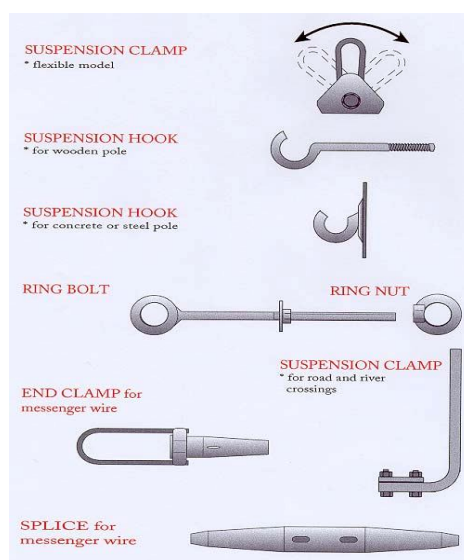 SUSPENSION CLAMP
* flexible model
SUSPENSION HOOK
* for wooden pole
SUSPENSION HOOK
* for concrete or steel pole
RING BOLT
RING NUT
SUSPENSION CLAMP
* for road and river
crossings
END CLAMP for
messenger wire
SPLICE for
messenger wire